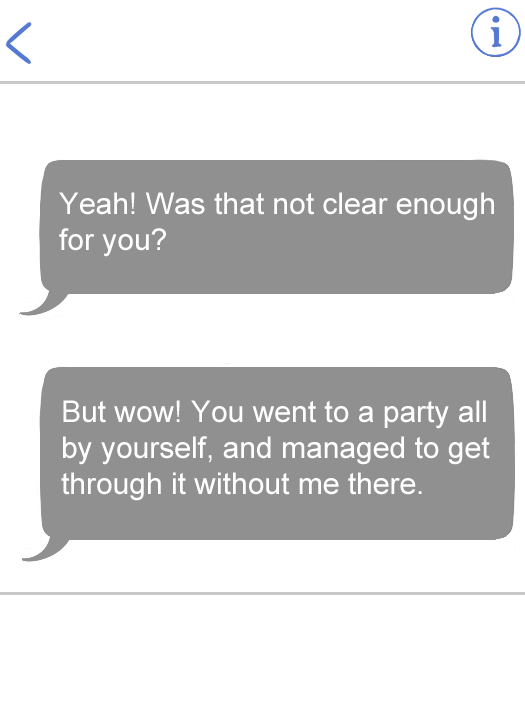 i
Yeah! Was that not clear enough
for you?
But wow! You went to a party all
by yourself, and managed to get
through it without me there.